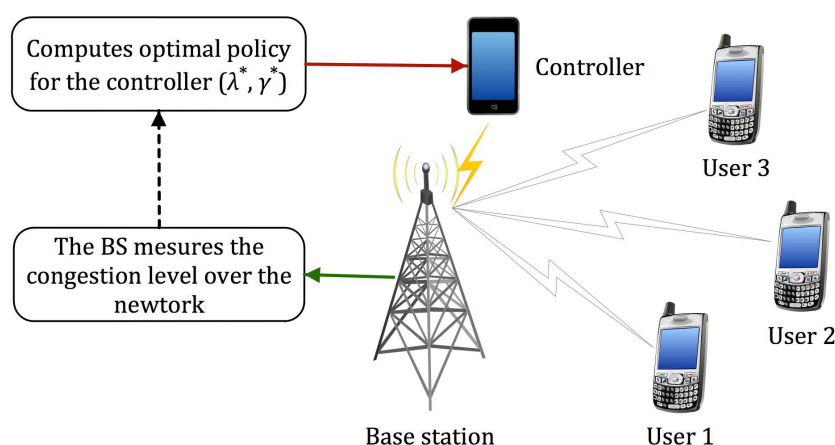 Computes optimal policy
for the controller (λ*, γ*)
Controller
User 3
The BS mesures the
congestion level over the
newtork
User 2
User 1
Base station